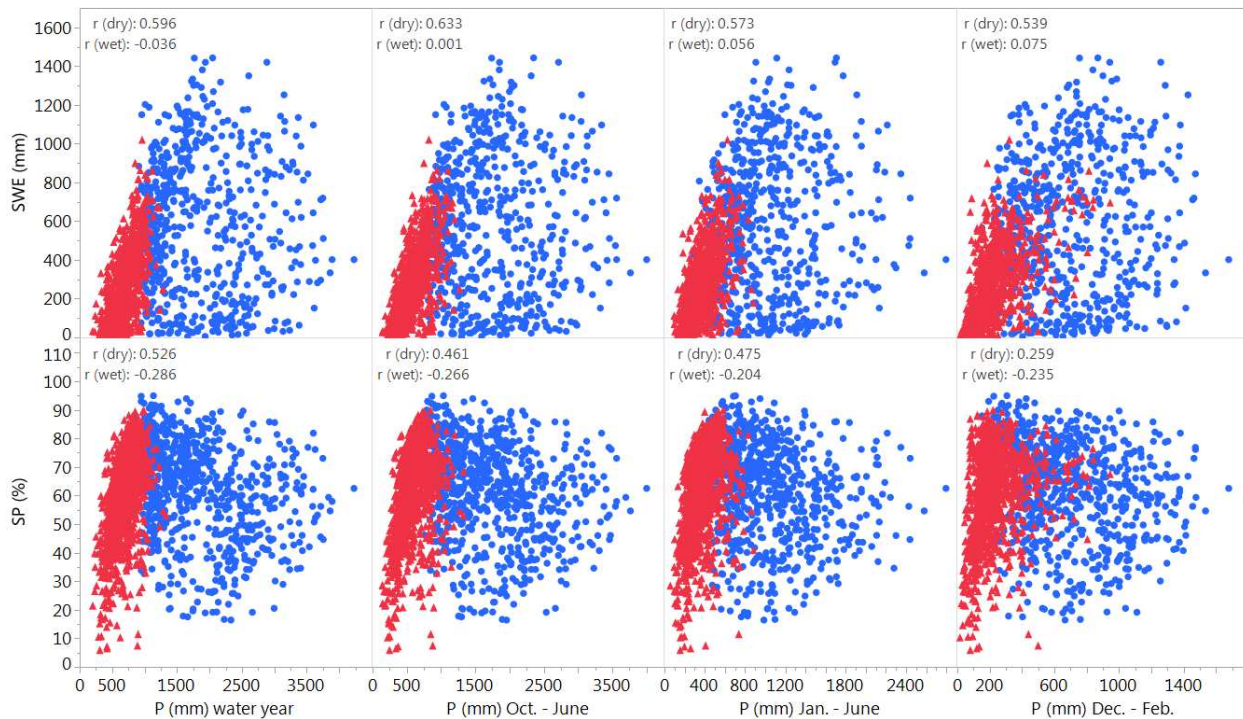 r (dry): 0.596
r (wet): -0.036
r (dry): 0.633
r (wet): 0.001
r (dry): 0.573
r (wet): 0.056
r (dry): 0.539
r (wet): 0.075
1600
1400
1200
1000
800
600
400
200
0
SWE (mm)
r (dry): 0.526
r (wet): -0.286
r (dry): 0.461
r (wet): -0.266
r (dry): 0.475
r (wet): -0.204
r (dry): 0.259
r (wet): -0.235
110
100
90
80
70
60
50
40
30
20
10
0
SP (%)
0 500 1500 2500 3500
0 500 1500 2500 3500
0 400 800 1200 1800 2400
0 200 600 1000 1400
P (mm) water year
P (mm) Oct. - June
P (mm) Jan. - June
P (mm) Dec. - Feb.